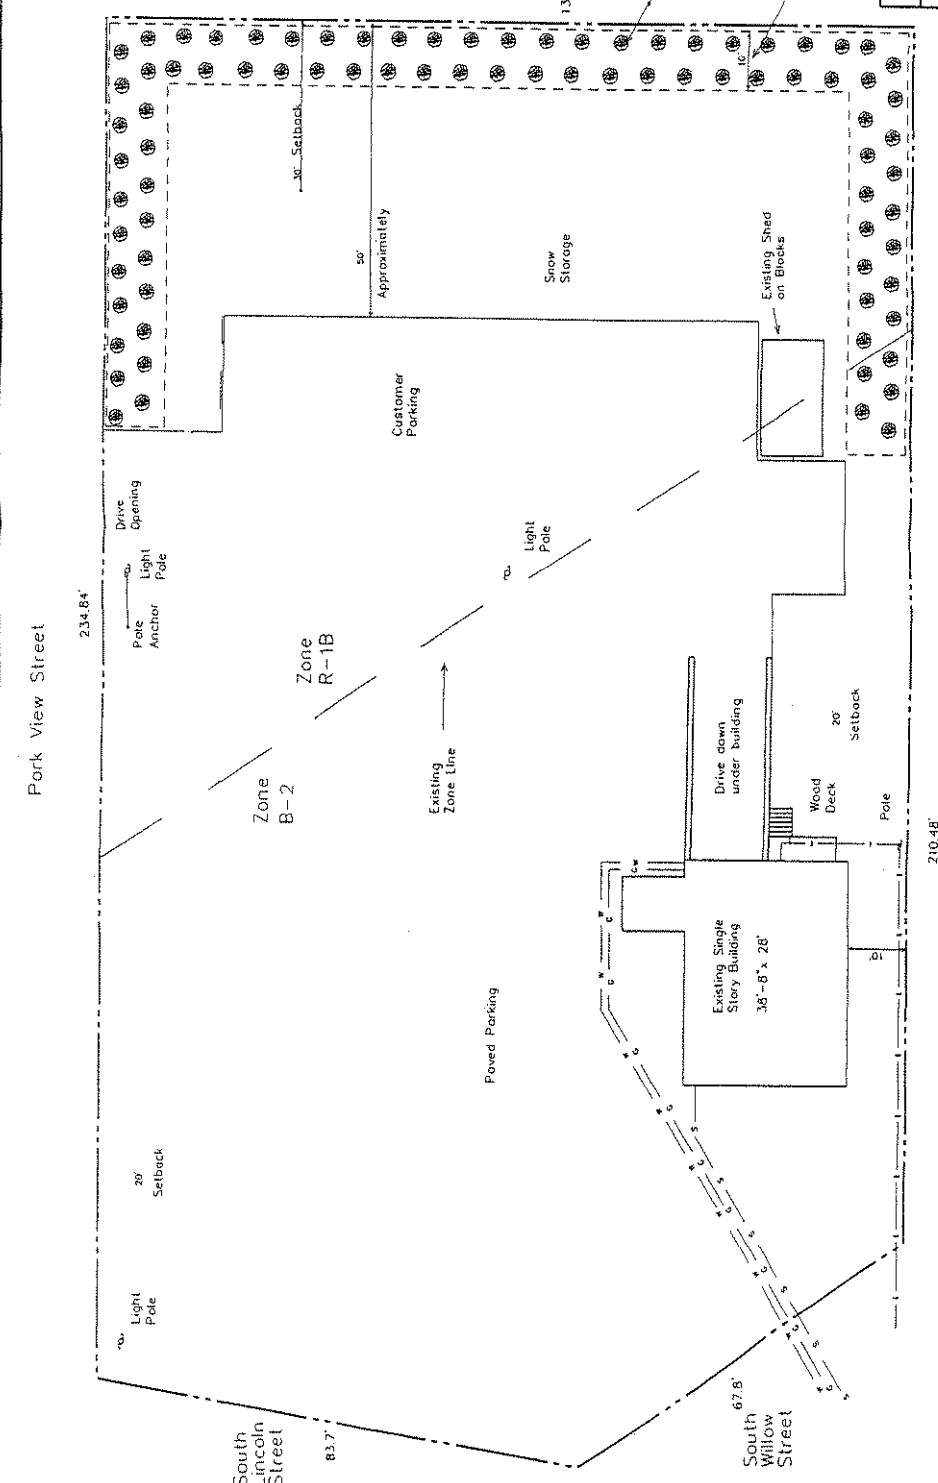 13
10'
30' Setback
50'
Approximately
Snow
Storage
Existing Shed
on Blocks
Customer
Parking
Drive
Opening
Light
Pole
Pole
Anchor
Light
Pole
234.84'
Park View Street
Zone
R-1B
Zone
B-2
Existing
Zone Line
Drive down
under building
20'
Setback
Wood
Deck
Pole
210.48'
Existing Single
Story Building
38'-8" x 28'
10'
Paved Parking
20'
Setback
Light
Pole
South
Lincoln
Street
83.7'
67.8'
South
Willow
Street